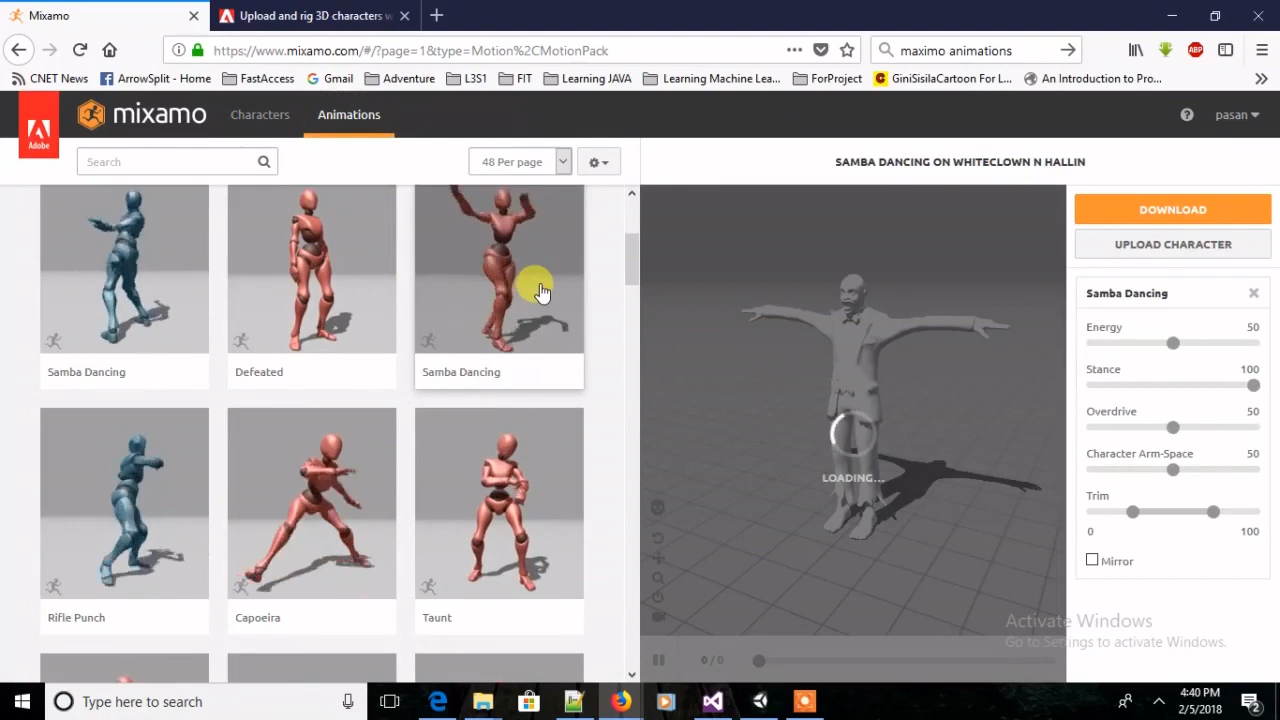 Mixamo
Upload and rig 3D characters w
https://www.mixamo.com/#/?page=1&type=Motion%2CMotionPack
maximo animations
CNET News
ArrowSplit - Home
FastAccess
Gmail
Adventure
L3S1
FIT
Learning JAVA
Learning Machine Lea...
ForProject
GiniSisilaCartoon For L...
An Introduction to Pro...
Adobe
mixamo
Characters
Animations
pasan
Search
48 Per page
SAMBA DANCING ON WHITECLOWN N HALLIN
Samba Dancing
Defeated
Samba Dancing
Rifle Punch
Capoeira
Taunt
LOADING...
0 / 0
DOWNLOAD
UPLOAD CHARACTER
Samba Dancing
Energy 50
Stance 100
Overdrive 50
Character Arm-Space 50
Trim
0 100
Mirror
Activate Windows
Go to Settings to activate Windows.
Type here to search
4:40 PM
2/5/2018
2